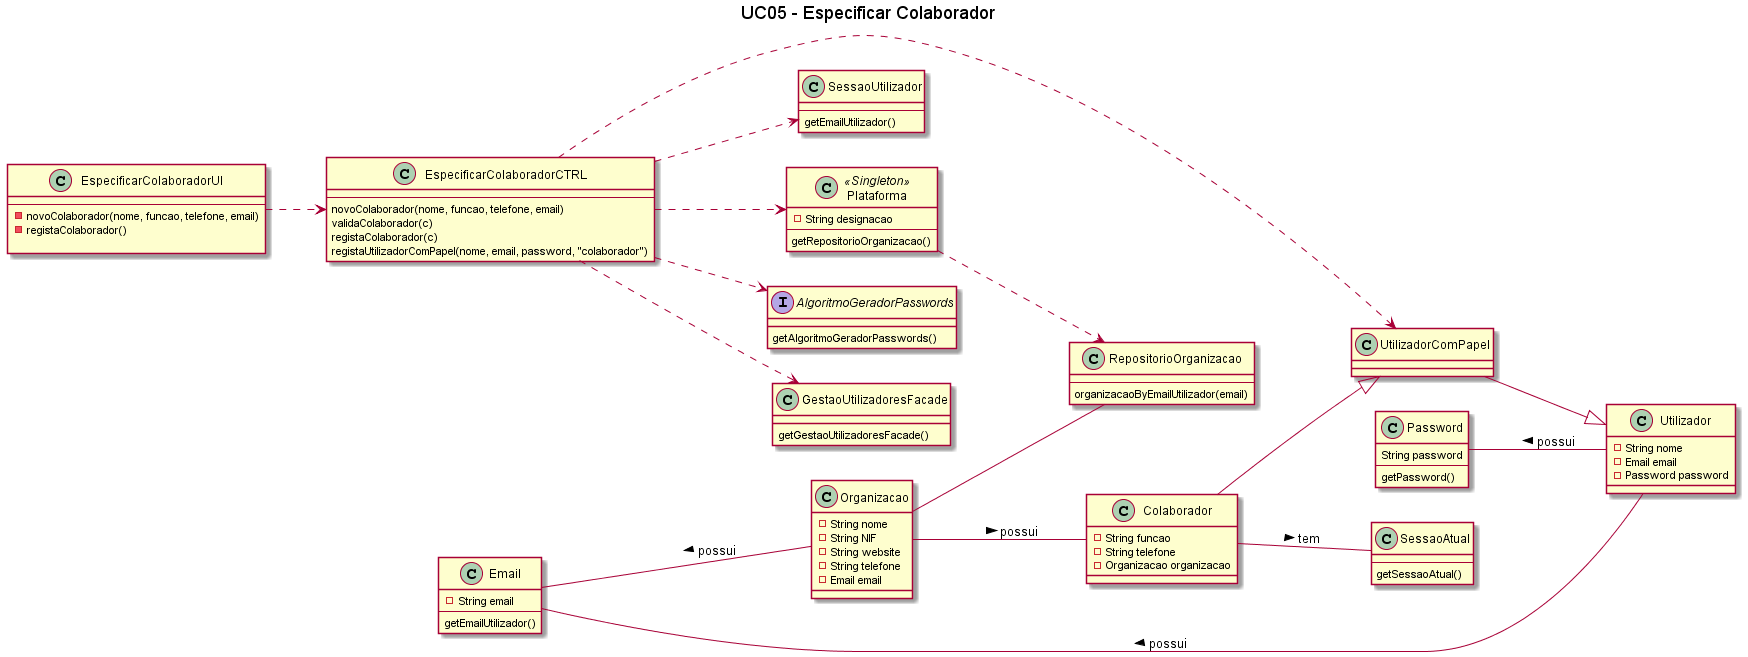 UC05 - Especificar Colaborador
C SessaoUtilizador
getEmailUtilizador()
C EspecificarColaboradorUI
novoColaborador(nome, funcao, telefone, email)
registaColaborador()
C EspecificarColaboradorCTRL
novoColaborador(nome, funcao, telefone, email)
validaColaborador(c)
registaColaborador(c)
registaUtilizadorComPapel(nome, email, password, "colaborador")
C «Singleton»
Plataforma
String designacao
getRepositorioOrganizacao()
I AlgoritmoGeradorPasswords
getAlgoritmoGeradorPasswords()
C GestaoUtilizadoresFacade
getGestaoUtilizadoresFacade()
C RepositorioOrganizacao
organizacaoByEmailUtilizador(email)
C UtilizadorComPapel
C Password
String password
getPassword()
possui
C Utilizador
String nome
Email email
Password password
C Organizacao
String nome
String NIF
String website
String telefone
Email email
possui
C Colaborador
String funcao
String telefone
Organizacao organizacao
tem
C SessaoAtual
getSessaoAtual()
possui
C Email
String email
getEmailUtilizador()
possui